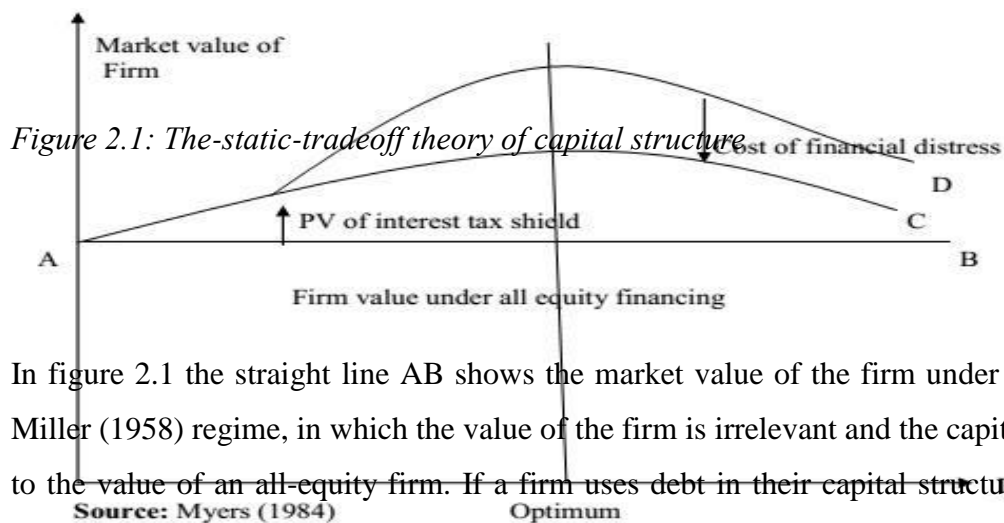 Market value of
Firm
Figure 2.1: The-static-tradeoff theory of capital structure
Cost of financial distress
D
PV of interest tax shield
C
A
B
Firm value under all equity financing
In figure 2.1 the straight line AB shows the market value of the firm under
Miller (1958) regime, in which the value of the firm is irrelevant and the capit
to the value of an all-equity firm. If a firm uses debt in their capital structu
Source: Myers (1984)
Optimum